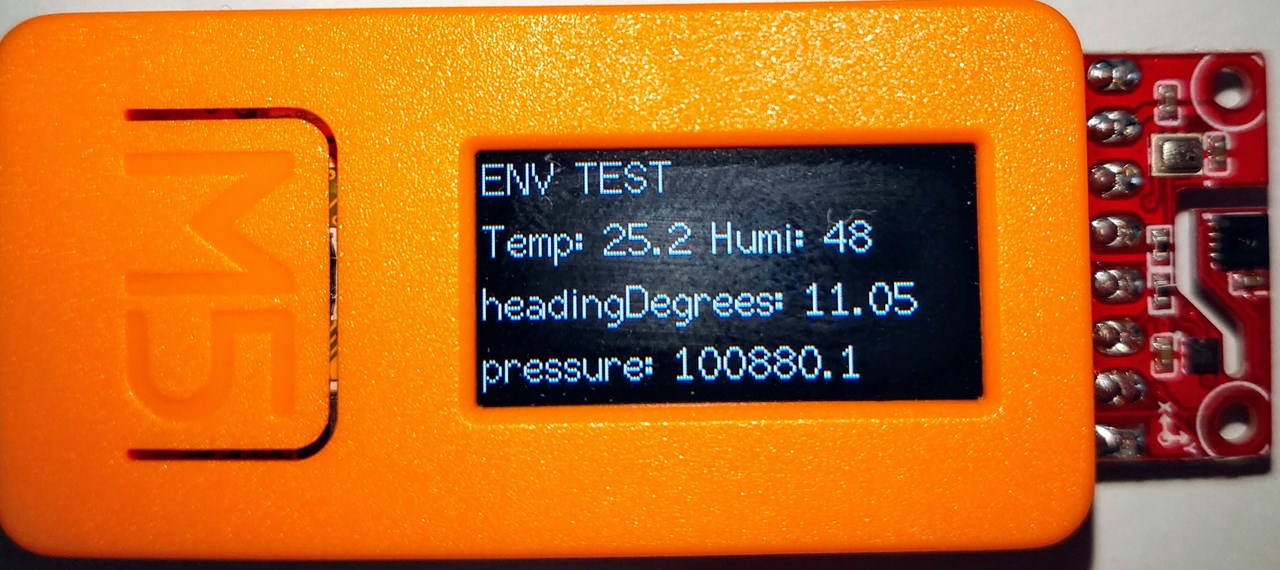 M5
ENV TEST
Temp: 25.2 Humi: 48
headingDegrees: 11.05
pressure: 100880.1